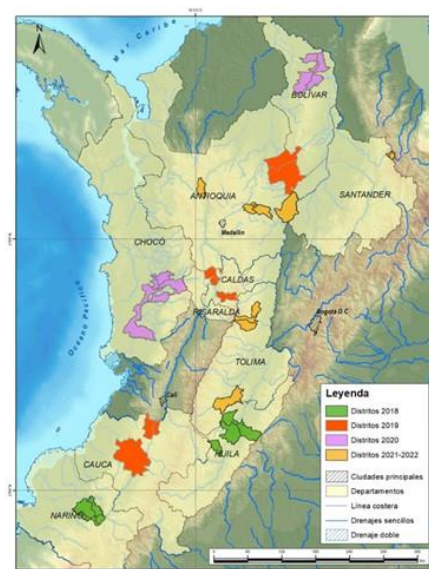 N
Mar Caribe
BOLÍVAR
SANTANDER
ANTIOQUIA
Medellín
CHOCÓ
CALDAS
RISARALDA
Océano Pacífico
Bogotá D.C
TOLIMA
Cali
HUILA
CAUCA
NARIÑO
Leyenda
Distritos 2018
Distritos 2019
Distritos 2020
Distritos 2021-2022
Ciudades principales
Departamentos
Línea costera
Drenajes sencillos
Drenaje doble